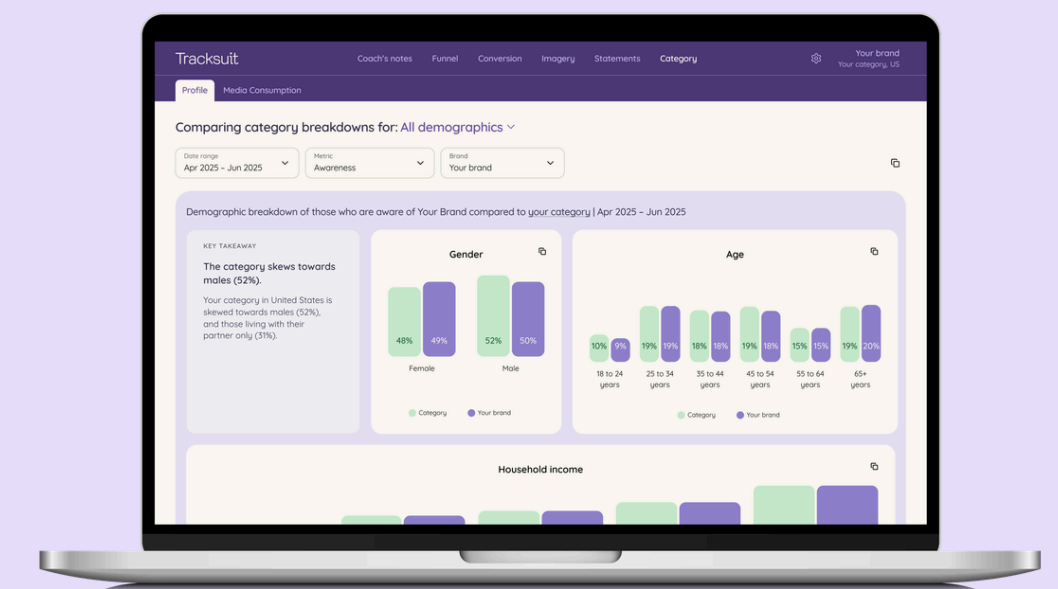 Tracksuit
Coach's notes Funnel Conversion Imagery Statements Category
Your brand
Your category, US
Profile Media Consumption
Comparing category breakdowns for: All demographics
Date range
Apr 2025 – Jun 2025
Metric
Awareness
Brand
Your brand
Demographic breakdown of those who are aware of Your Brand compared to your category | Apr 2025 – Jun 2025
KEY TAKEAWAY
The category skews towards
males (52%).
Your category in United States is
skewed towards males (52%),
and those living with their
partner only (31%).
Gender
48% 49% 52% 50%
Female Male
Category Your brand
Age
10% 9% 19% 19% 18% 18% 19% 18% 15% 15% 19% 20%
18 to 24 25 to 34 35 to 44 45 to 54 55 to 64 65+
years years years years years years
Category Your brand
Household income